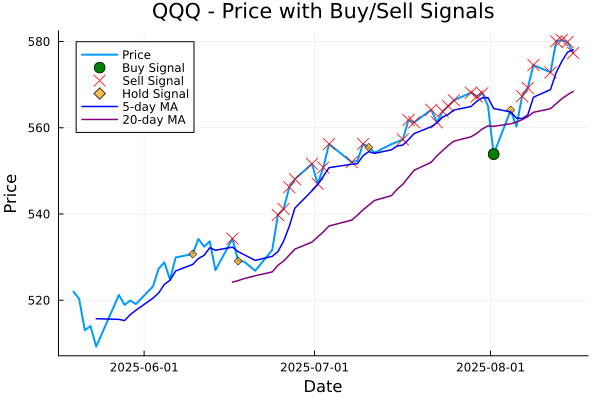 QQQ - Price with Buy/Sell Signals
Price
Buy Signal
Sell Signal
Hold Signal
5-day MA
20-day MA
580
560
540
520
Price
2025-06-01
2025-07-01
2025-08-01
Date